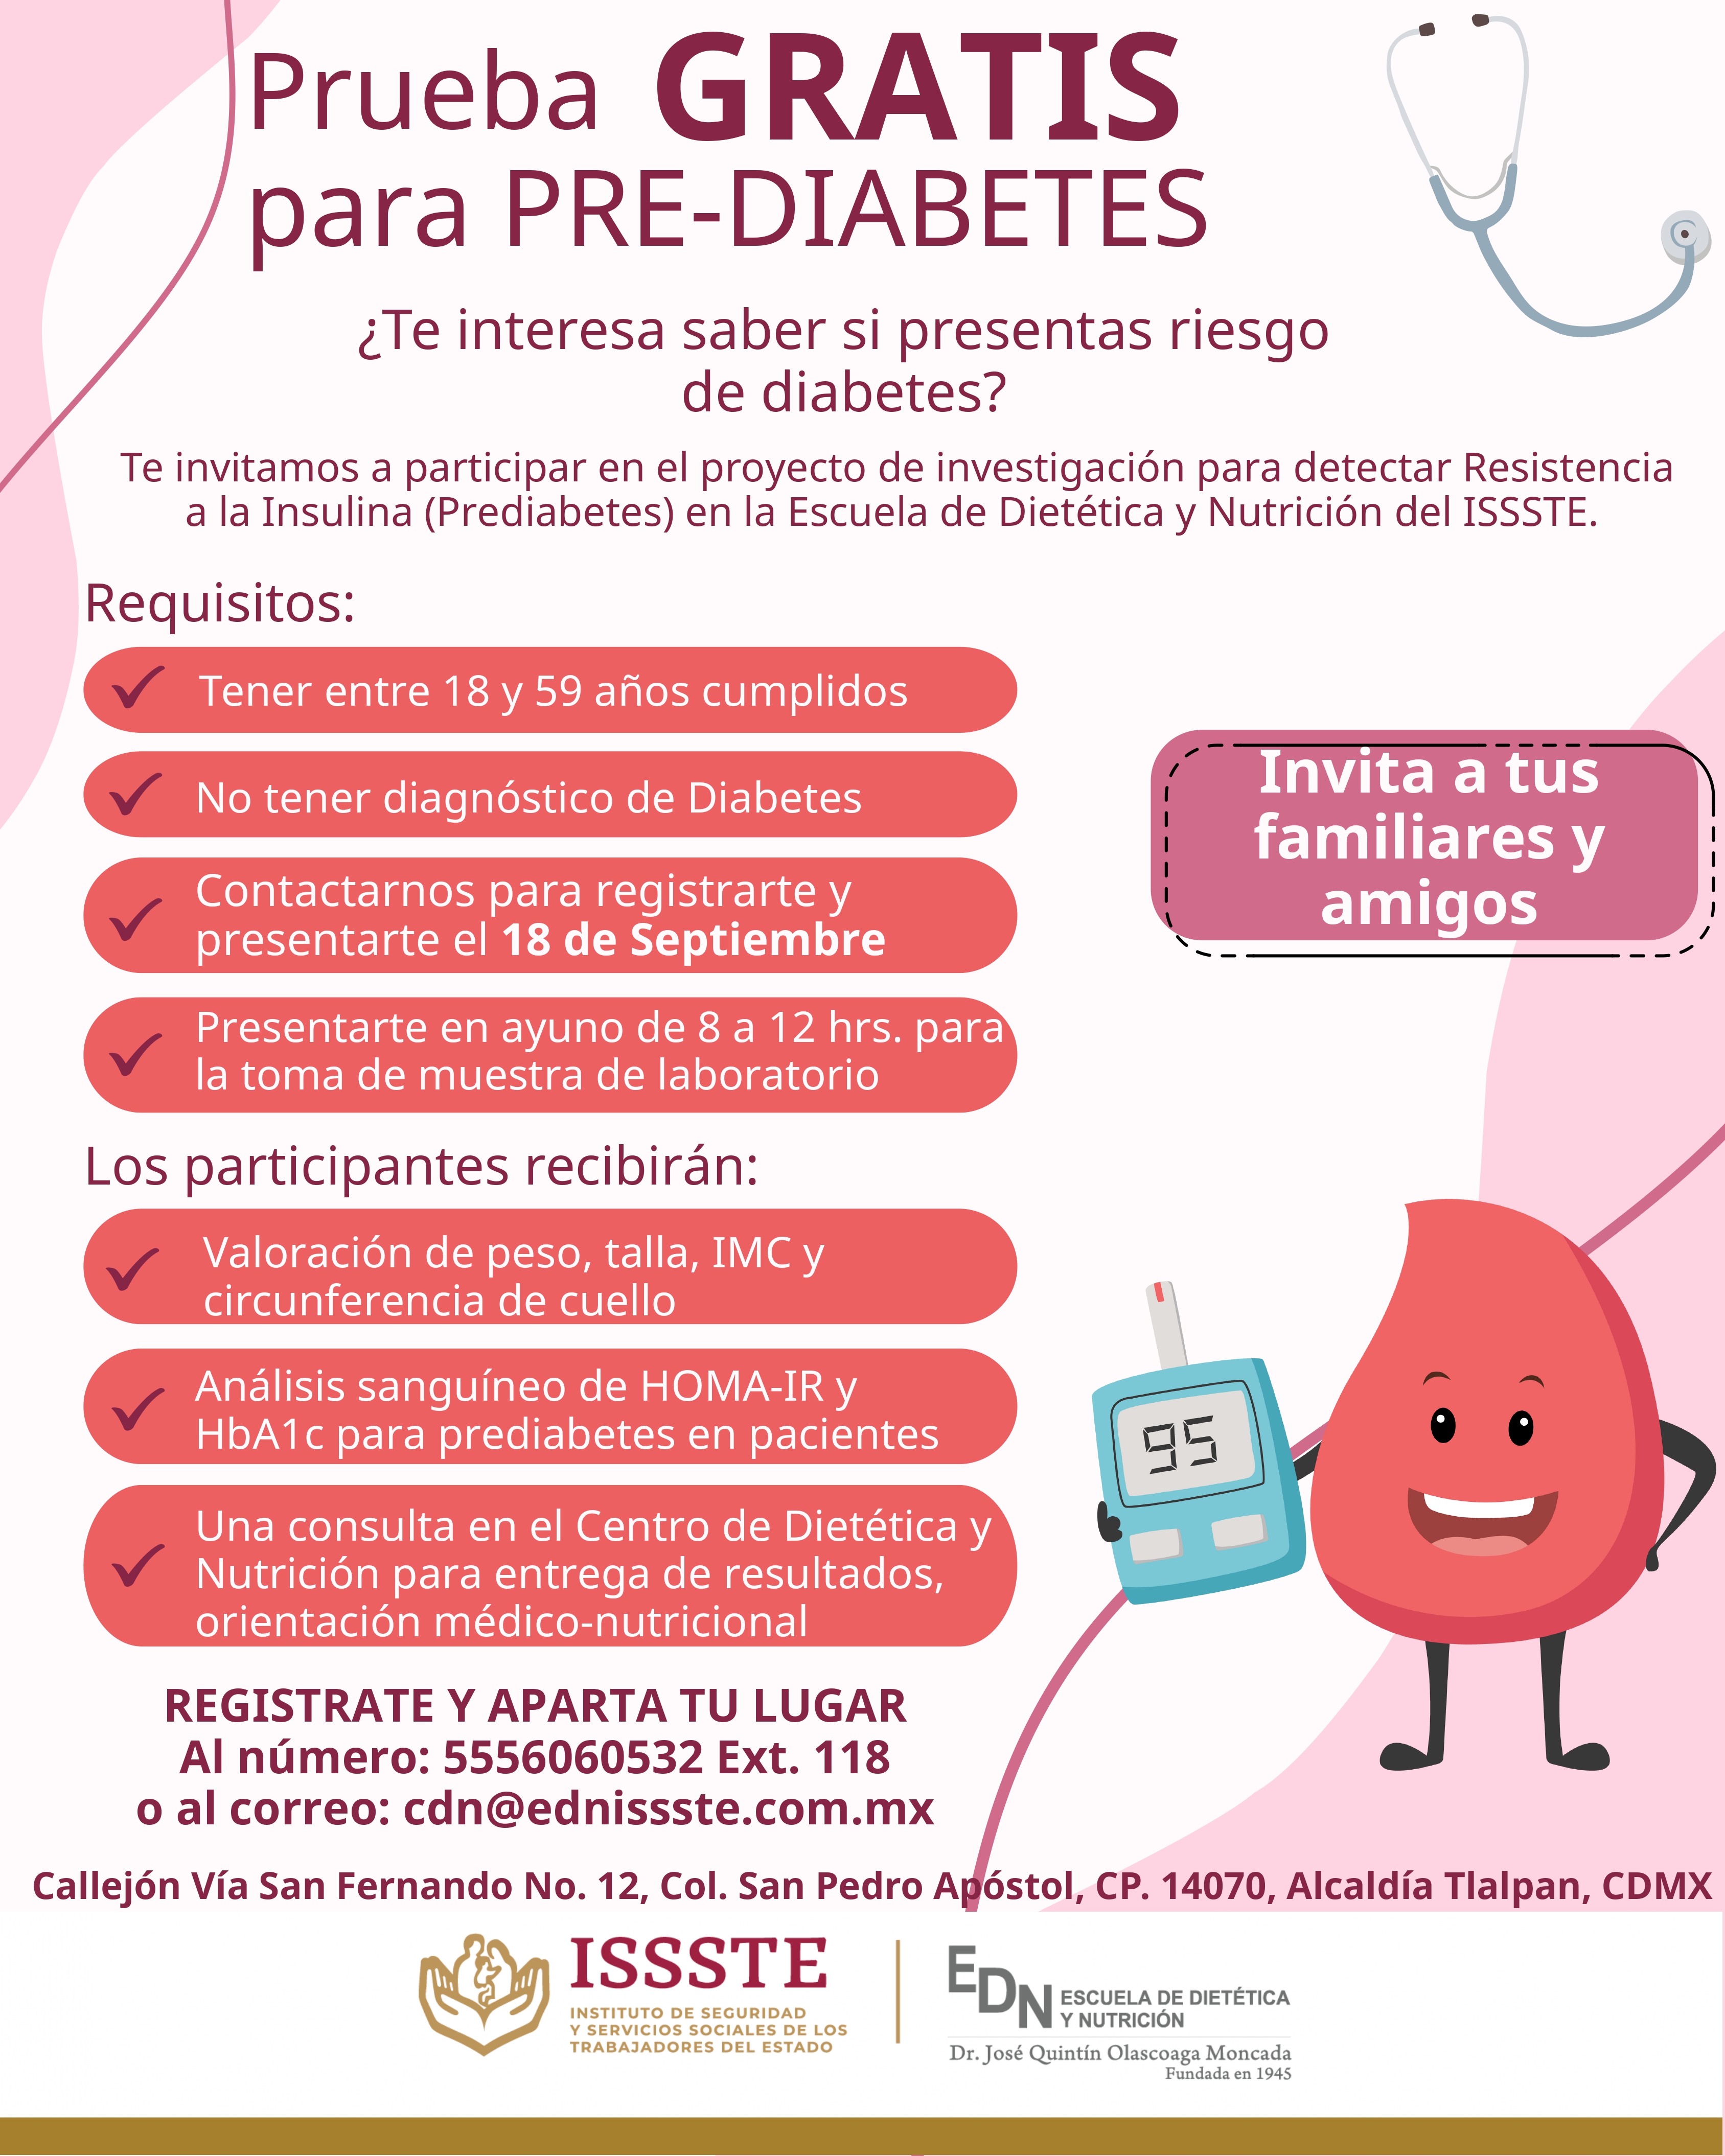 Prueba GRATIS
para PRE-DIABETES
¿Te interesa saber si presentas riesgo
de diabetes?
Te invitamos a participar en el proyecto de investigación para detectar Resistencia
a la Insulina (Prediabetes) en la Escuela de Dietética y Nutrición del ISSSTE.
Requisitos:
Tener entre 18 y 59 años cumplidos
No tener diagnóstico de Diabetes
Contactarnos para registrarte y
presentarte el 18 de Septiembre
Presentarte en ayuno de 8 a 12 hrs. para
la toma de muestra de laboratorio
Invita a tus
familiares y
amigos
Los participantes recibirán:
Valoración de peso, talla, IMC y
circunferencia de cuello
Análisis sanguíneo de HOMA-IR y
HbA1c para prediabetes en pacientes
Una consulta en el Centro de Dietética y
Nutrición para entrega de resultados,
orientación médico-nutricional
95
REGISTRATE Y APARTA TU LUGAR
Al número: 5556060532 Ext. 118
o al correo: cdn@ednissste.com.mx
Callejón Vía San Fernando No. 12, Col. San Pedro Apóstol, CP. 14070, Alcaldía Tlalpan, CDMX
ISSSTE
INSTITUTO DE SEGURIDAD
Y SERVICIOS SOCIALES DE LOS
TRABAJADORES DEL ESTADO
EDN ESCUELA DE DIETÉTICA
Y NUTRICIÓN
Dr. José Quintín Olascoaga Moncada
Fundada en 1945